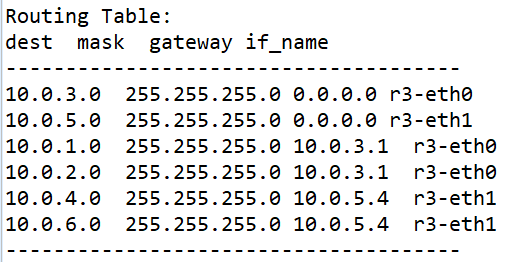 Routing Table:
dest  mask  gateway if_name
--------------------------------------
10.0.3.0  255.255.255.0 0.0.0.0 r3-eth0
10.0.5.0  255.255.255.0 0.0.0.0 r3-eth1
10.0.1.0  255.255.255.0 10.0.3.1  r3-eth0
10.0.2.0  255.255.255.0 10.0.3.1  r3-eth0
10.0.4.0  255.255.255.0 10.0.5.4  r3-eth1
10.0.6.0  255.255.255.0 10.0.5.4  r3-eth1
--------------------------------------